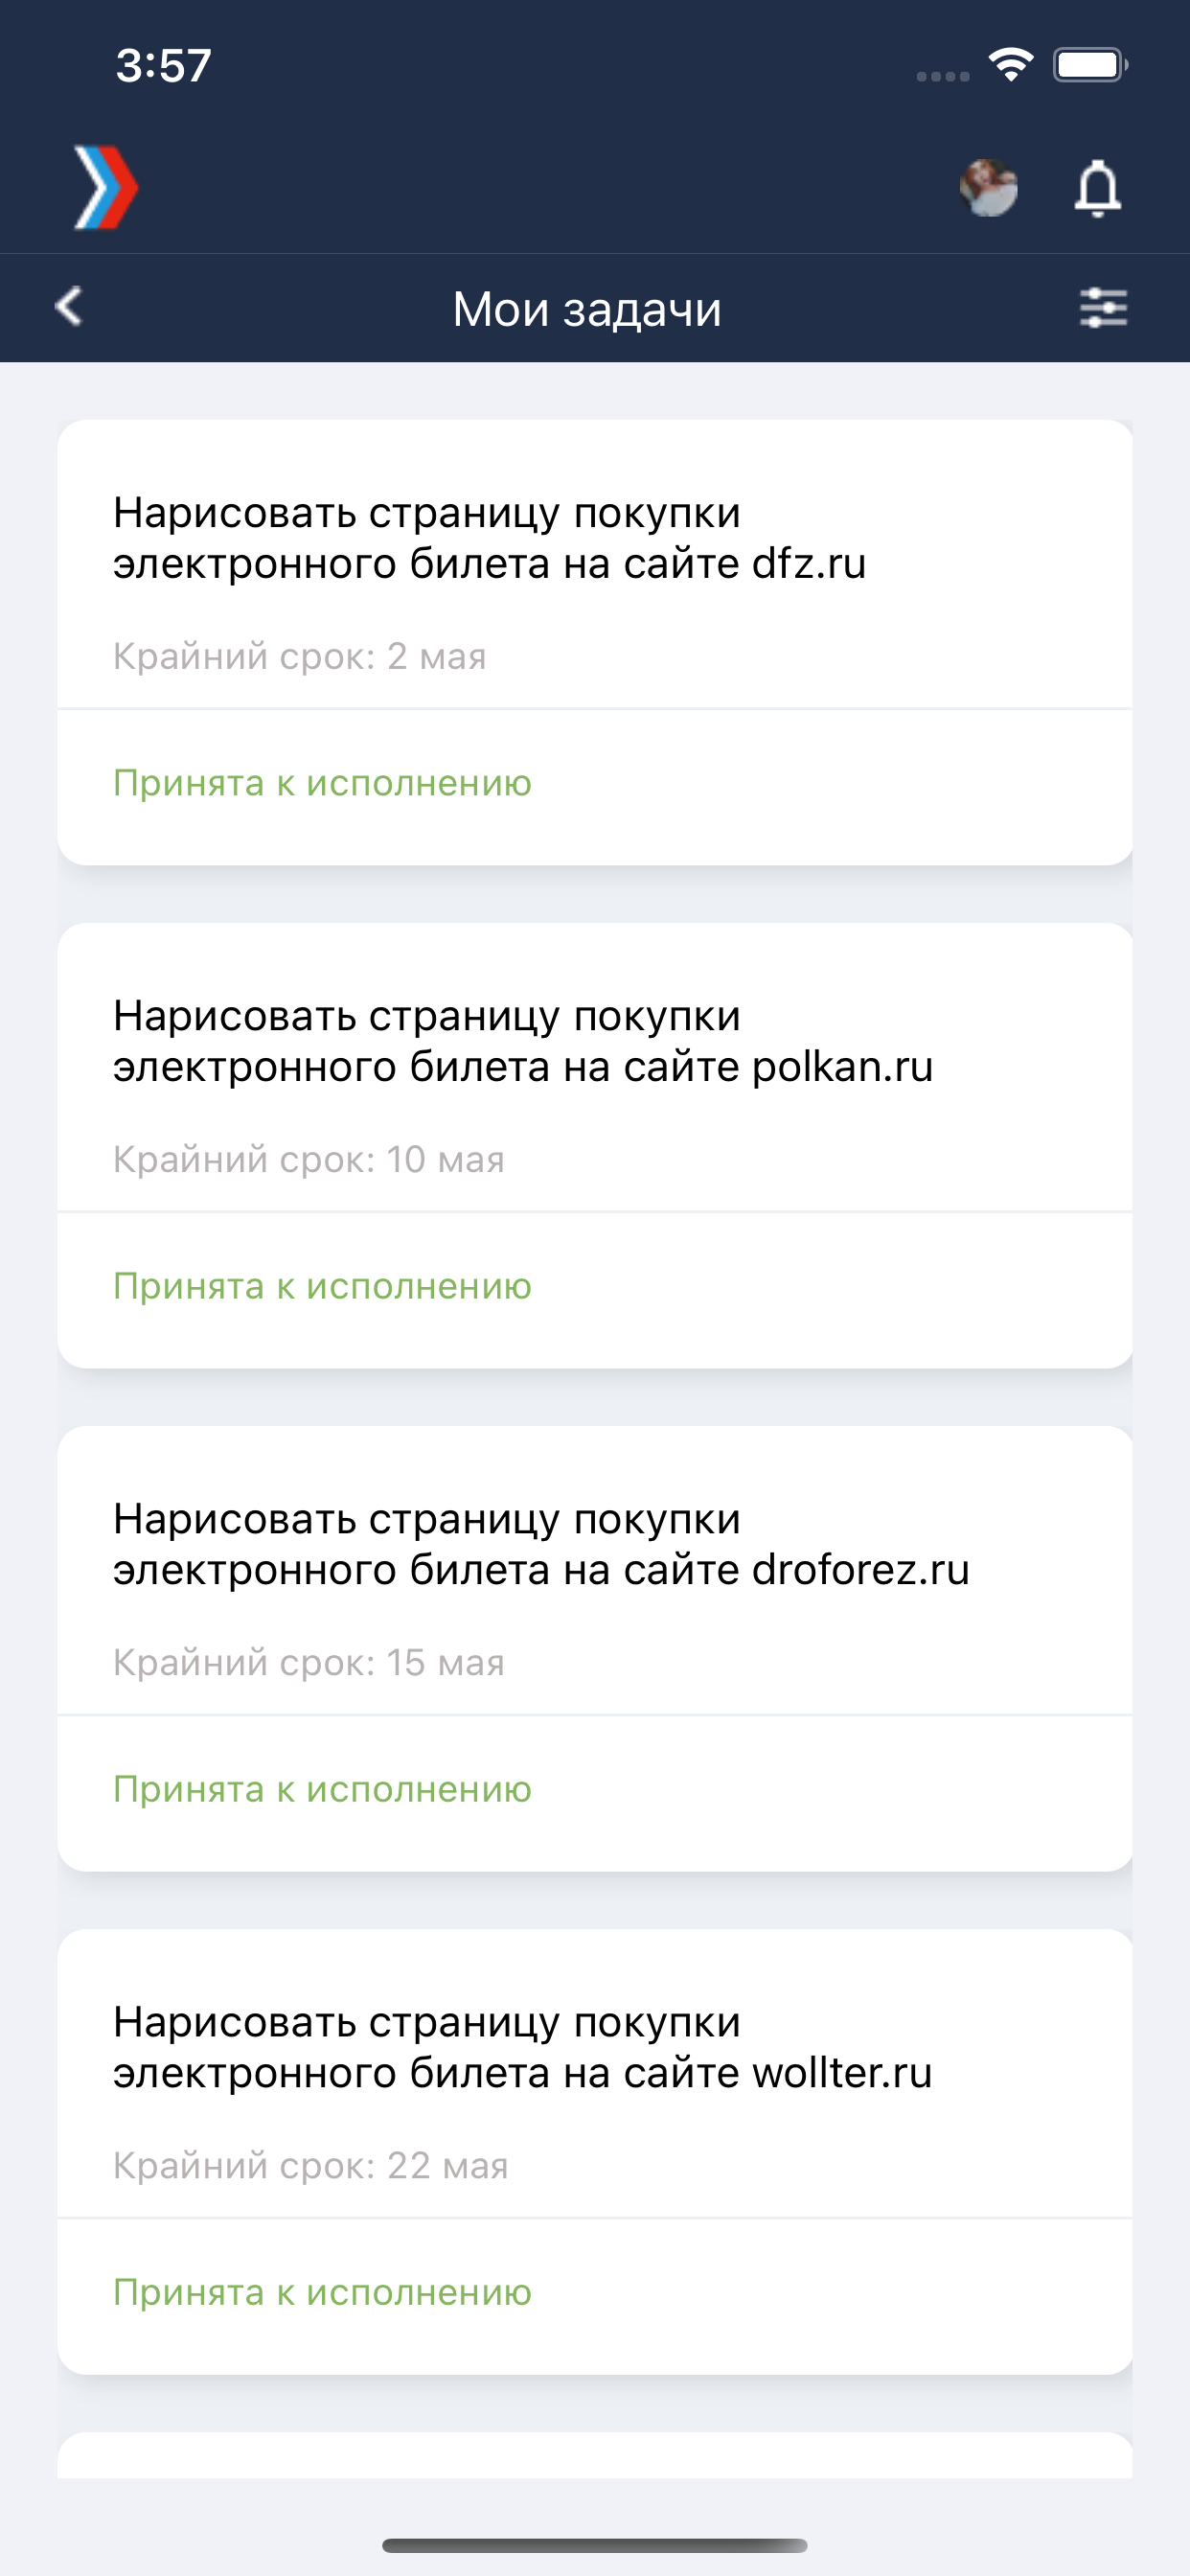 3:57
Мои задачи
Нарисовать страницу покупки
электронного билета на сайте dfz.ru
Крайний срок: 2 мая
Принята к исполнению
Нарисовать страницу покупки
электронного билета на сайте polkan.ru
Крайний срок: 10 мая
Принята к исполнению
Нарисовать страницу покупки
электронного билета на сайте droforez.ru
Крайний срок: 15 мая
Принята к исполнению
Нарисовать страницу покупки
электронного билета на сайте wollter.ru
Крайний срок: 22 мая
Принята к исполнению